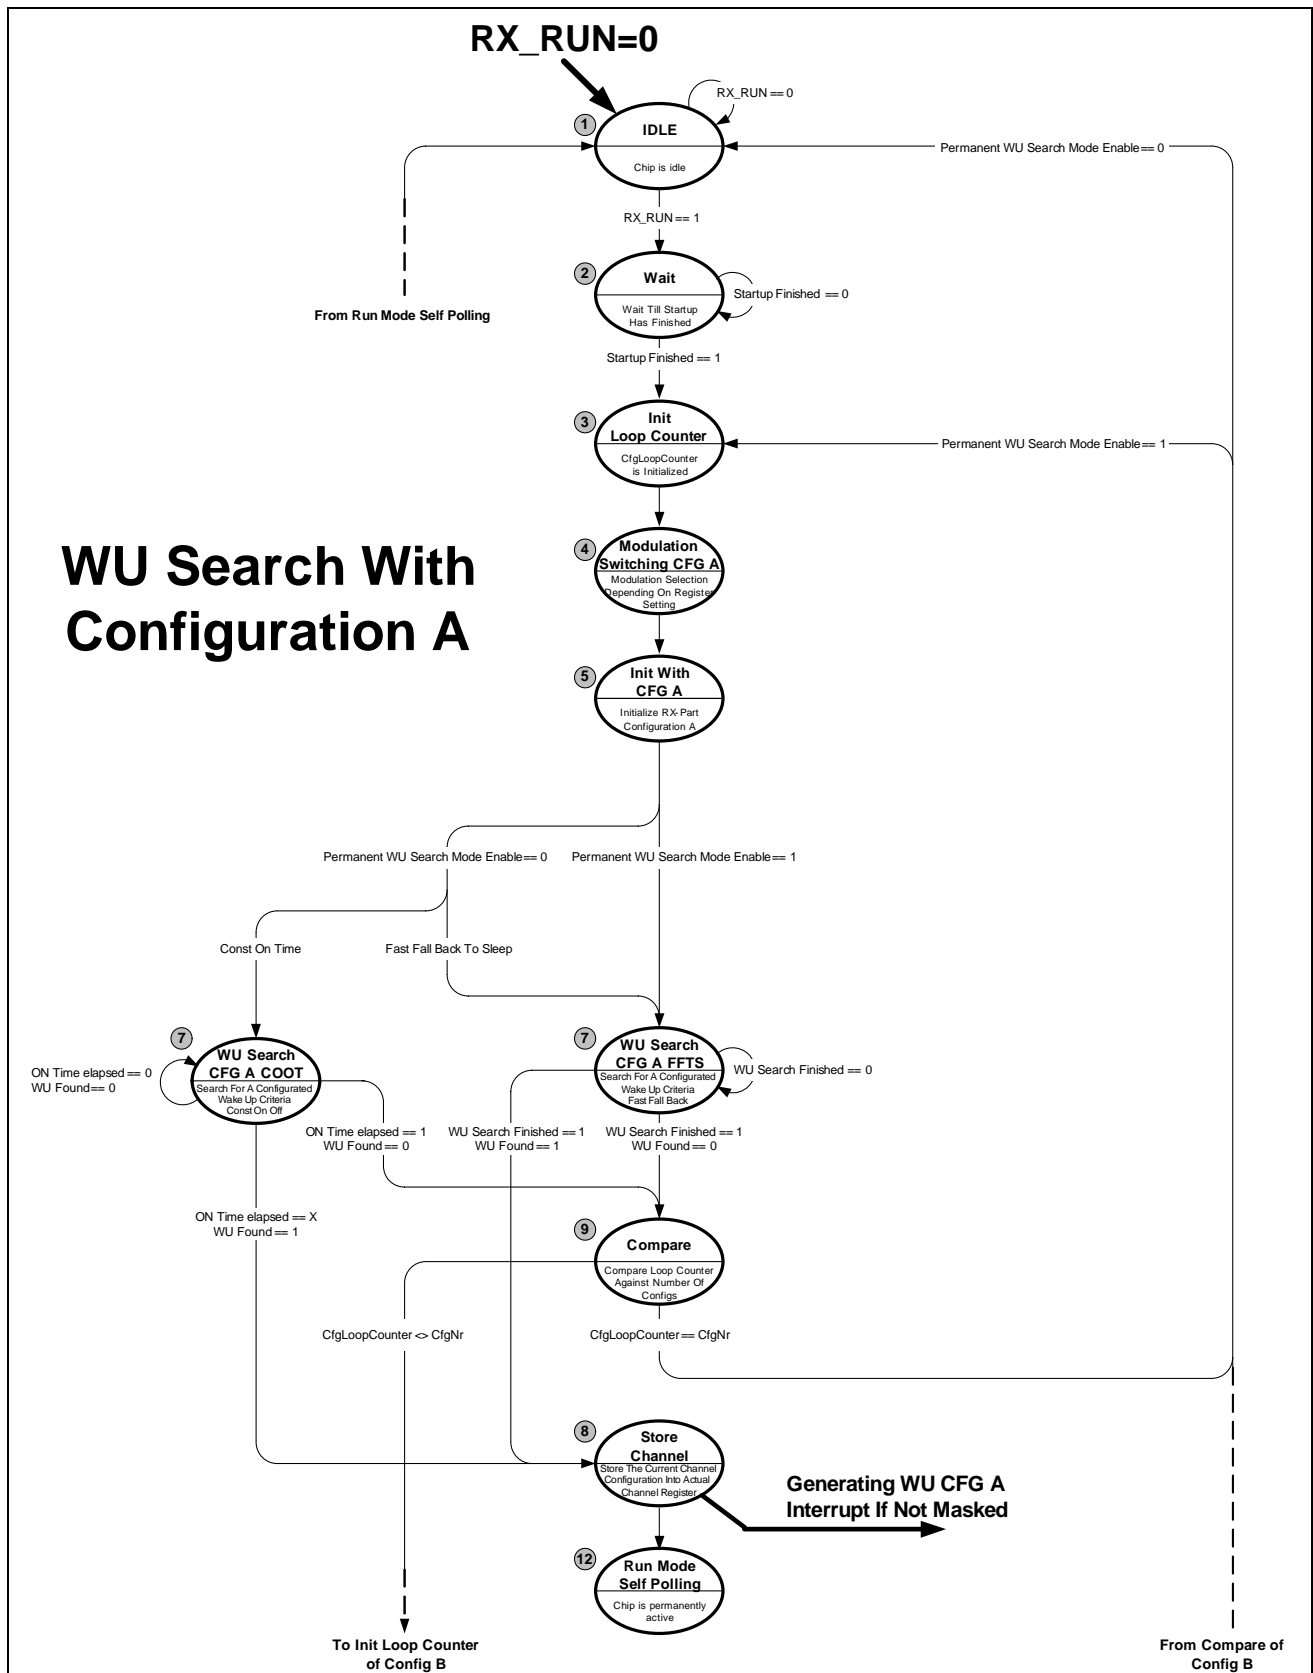 RX_RUN=0
RX_RUN == 0
1
IDLE
Chip is idle
Permanent WU Search Mode Enable== 0
RX_RUN == 1
2
Wait
Wait Till Startup
Has Finished
Startup Finished == 0
From Run Mode Self Polling
Startup Finished == 1
3
Init
Loop Counter
CfgLoopCounter
is Initialized
Permanent WU Search Mode Enable== 1
WU Search With
Configuration A
4
Modulation
Switching CFG A
Modulation Selection
Depending On Register
Setting
5
Init With
CFG A
Initialize RX-Part
Configuration A
Permanent WU Search Mode Enable== 0
Permanent WU Search Mode Enable== 1
Const On Time
Fast Fall Back To Sleep
7
WU Search
CFG A COOT
Search For A Configurated
Wake Up Criteria
Const On Off
ON Time elapsed == 0
WU Found== 0
7
WU Search
CFG A FFTS
Search For A Configurated
Wake Up Criteria
Fast Fall Back
WU Search Finished == 0
ON Time elapsed == 1
WU Found == 0
WU Search Finished == 1
WU Found == 1
WU Search Finished == 1
WU Found == 0
ON Time elapsed == X
WU Found == 1
9
Compare
Compare Loop Counter
Against Number Of
Configs
CfgLoopCounter <> CfgNr
CfgLoopCounter== CfgNr
8
Store
Channel
Store The Current Channel
Configuration Into Actual
Channel Register
Generating WU CFG A
Interrupt If Not Masked
12
Run Mode
Self Polling
Chip is permanently
active
To Init Loop Counter
of Config B
From Compare of
Config B